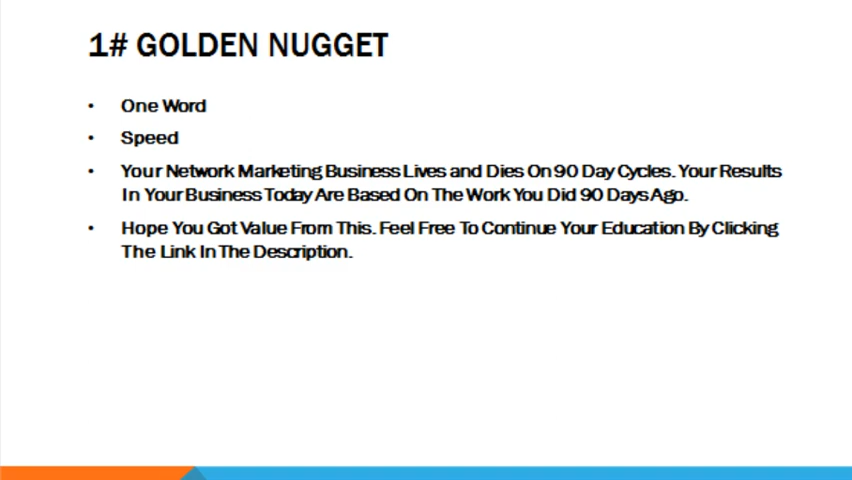 1# GOLDEN NUGGET
• One Word
• Speed
• Your Network Marketing Business Lives and Dies On 90 Day Cycles. Your Results
In Your Business Today Are Based On The Work You Did 90 Days Ago.
• Hope You Got Value From This. Feel Free To Continue Your Education By Clicking
The Link In The Description.